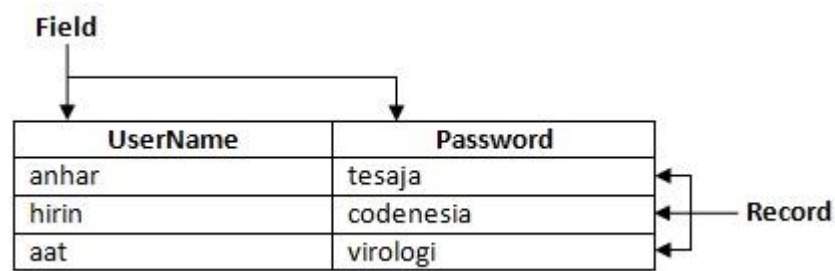 Field
UserName Password
anhar tesaja
hirin codenesia
aat virologi
Record